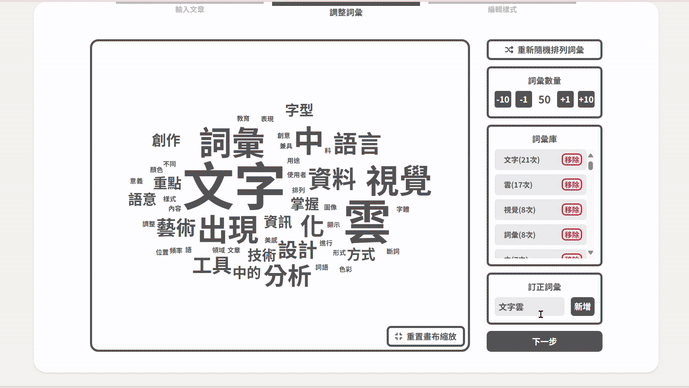 輸入文章
調整詞彙
編輯樣式
重新隨機排列詞彙
詞彙數量
-10 -1 50 +1 +10
詞彙庫
文字(21次) 移除
雲(17次) 移除
視覺(8次) 移除
詞彙(8次) 移除
訂正詞彙
文字雲 新增
下一步
字型
教育 表現
創作 詞彙 創意 中 語言
兼具 料
不同 用途
顏色
意義 重點 文字 使用者 資料 視覺
排列
語意 樣式 掌握 圖像 雲 字體
內容
調整 藝術 出現 資訊 化 顯示
美感 進行
位置 頻率 語 領域 文章 技術 設計 形式 方式 斷詞
工具 中的 分析 詞語 色彩
重置畫布縮放